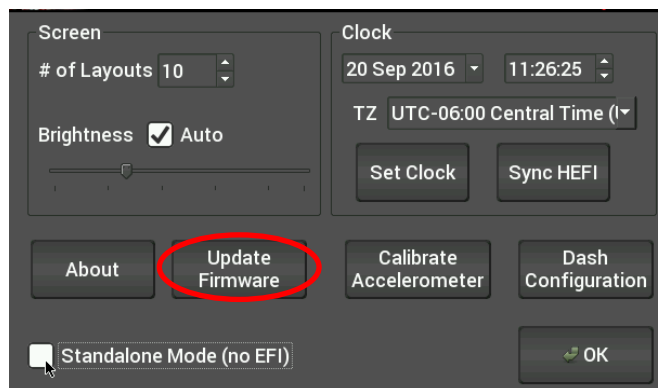 Screen
# of Layouts 10
Brightness Auto
Clock
20 Sep 2016 11:26:25
TZ UTC-06:00 Central Time (
Set Clock Sync HEFI
About
Update
Firmware
Calibrate
Accelerometer
Dash
Configuration
Standalone Mode (no EFI)
OK